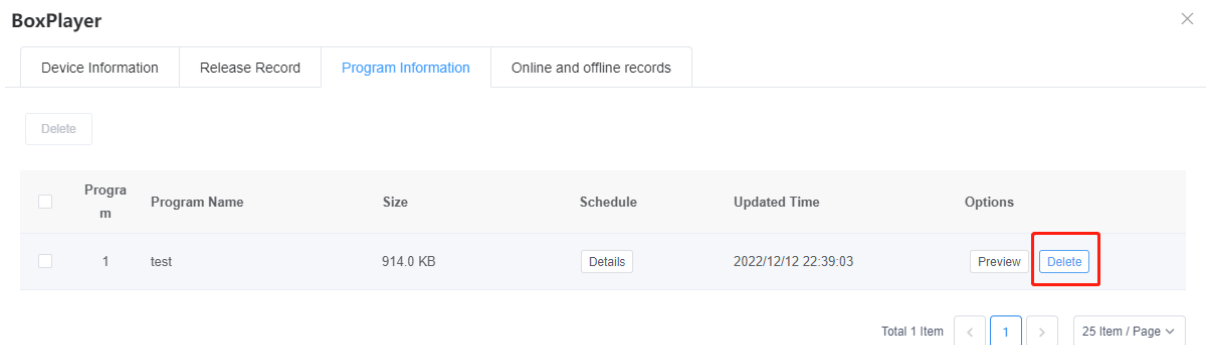 BoxPlayer
Device Information Release Record Program Information Online and offline records
Delete
Progra
m Program Name Size Schedule Updated Time Options
1 test 914.0 KB Details 2022/12/12 22:39:03 Preview Delete
Total 1 Item < 1 > 25 Item / Page